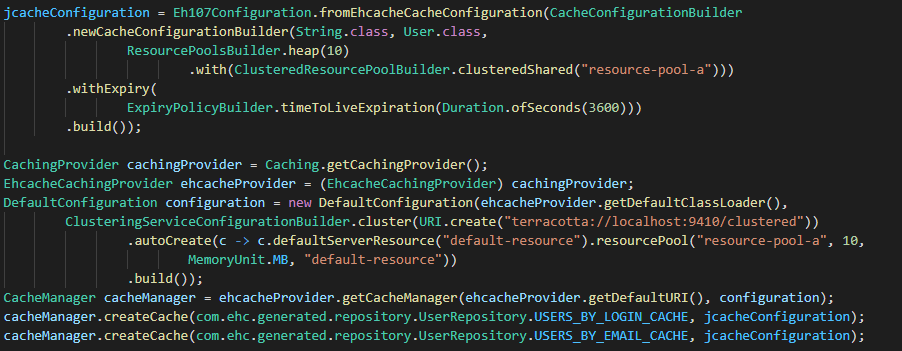 jcacheConfiguration = Eh107Configuration.fromEhcacheCacheConfiguration(CacheConfigurationBuilder
.newCacheConfigurationBuilder(String.class, User.class,
ResourcePoolsBuilder.heap(10)
.with(ClusteredResourcePoolBuilder.clusteredShared("resource-pool-a")))
.withExpiry(
ExpiryPolicyBuilder.timeToLiveExpiration(Duration.ofSeconds(3600)))
.build());
CachingProvider cachingProvider = Caching.getCachingProvider();
EhcacheCachingProvider ehcacheProvider = (EhcacheCachingProvider) cachingProvider;
DefaultConfiguration configuration = new DefaultConfiguration(ehcacheProvider.getDefaultClassLoader(),
ClusteringServiceConfigurationBuilder.cluster(URI.create("terracotta://localhost:9410/clustered"))
.autoCreate(c -> c.defaultServerResource("default-resource").resourcePool("resource-pool-a", 10,
MemoryUnit.MB, "default-resource"))
.build());
CacheManager cacheManager = ehcacheProvider.getCacheManager(ehcacheProvider.getDefaultURI(), configuration);
cacheManager.createCache(com.ehc.generated.repository.UserRepository.USERS_BY_LOGIN_CACHE, jcacheConfiguration);
cacheManager.createCache(com.ehc.generated.repository.UserRepository.USERS_BY_EMAIL_CACHE, jcacheConfiguration);